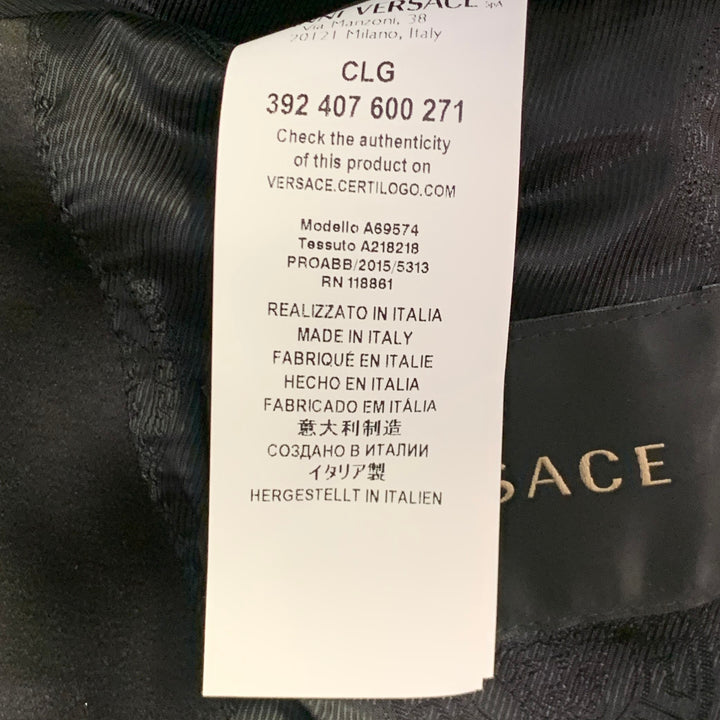 VERSACE SpA
Via Manzoni, 38
20121 Milano, Italy
CLG
392 407 600 271
Check the authenticity
of this product on
VERSACE.CERTILOGO.COM
Modello A69574
Tessuto A218218
PROABB/2015/5313
RN 118861
REALIZZATO IN ITALIA
MADE IN ITALY
FABRIQUÉ EN ITALIE
HECHO EN ITALIA
FABRICADO EM ITÁLIA
意大利制造
СОЗДАНО В ИТАЛИИ
イタリア製
HERGESTELLT IN ITALIEN
SACE